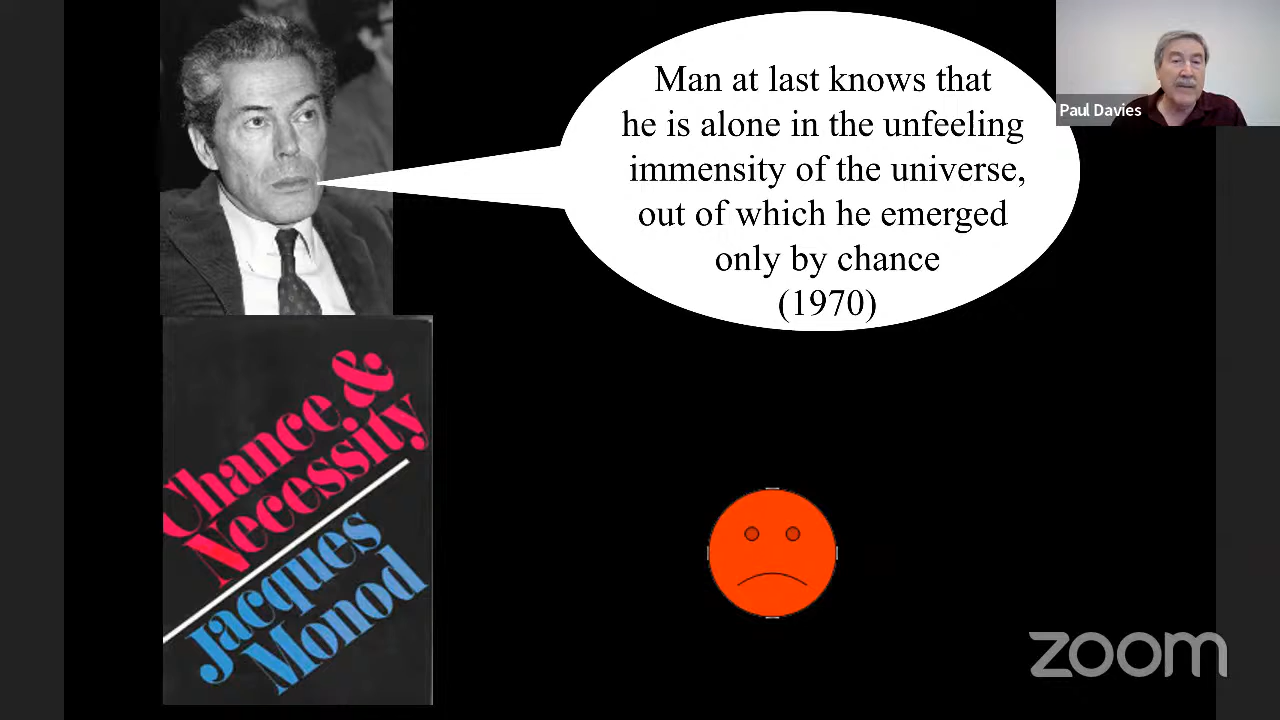 Man at last knows that
he is alone in the unfeeling
immensity of the universe,
out of which he emerged
only by chance
(1970)
Paul Davies
Chance &
Necessity
Jacques
Monod
zoom